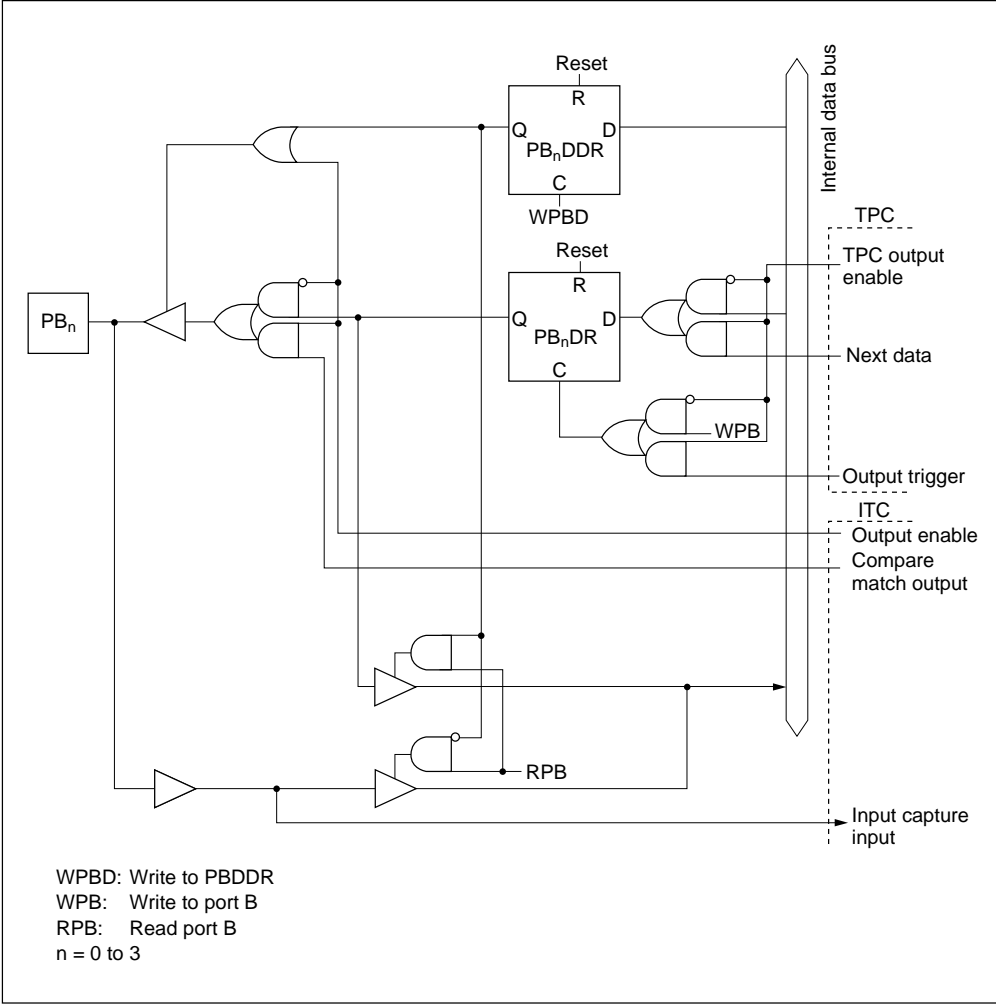 Reset
R
Q
D
PBnDDR
C
WPBD
Internal data bus
TPC
Reset
R
Q
D
PBnDR
C
TPC output
enable
PBn
Next data
WPB
Output trigger
ITC
Output enable
Compare
match output
RPB
Input capture
input
WPBD: Write to PBDDR
WPB: Write to port B
RPB: Read port B
n = 0 to 3